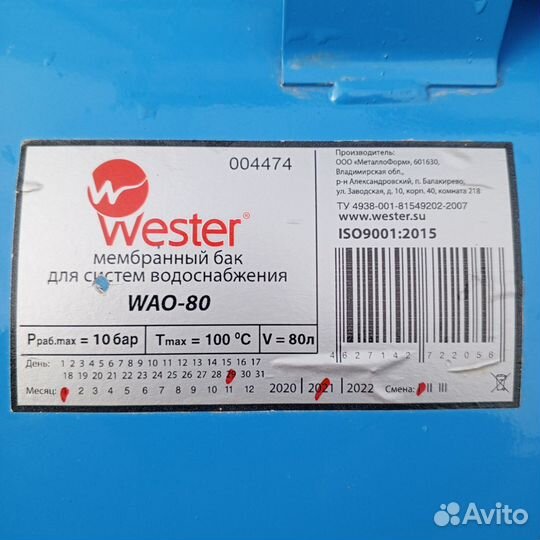 004474
Wester®
мембранный бак
для систем водоснабжения
WAO-80
Pраб.max = 10 бар
Tmax = 100 °C
V = 80л
День: 1 2 3 4 5 6 7 8 9 10 11 12 13 14 15 16 17
18 19 20 21 22 23 24 25 26 27 28 29 30 31
Месяц: 2 3 4 5 6 7 8 9 10 11 12 2020 2021 2022 Смена: I II III
Производитель:
ООО «МеталлоФорм», 601630,
Владимирская обл.,
р-н Александровский, п. Балакирево,
ул. Заводская, д. 10, корп. 40, комната 218
ТУ 4938-001-81549202-2007
www.wester.su
ISO9001:2015
4 627142 722056
Avito